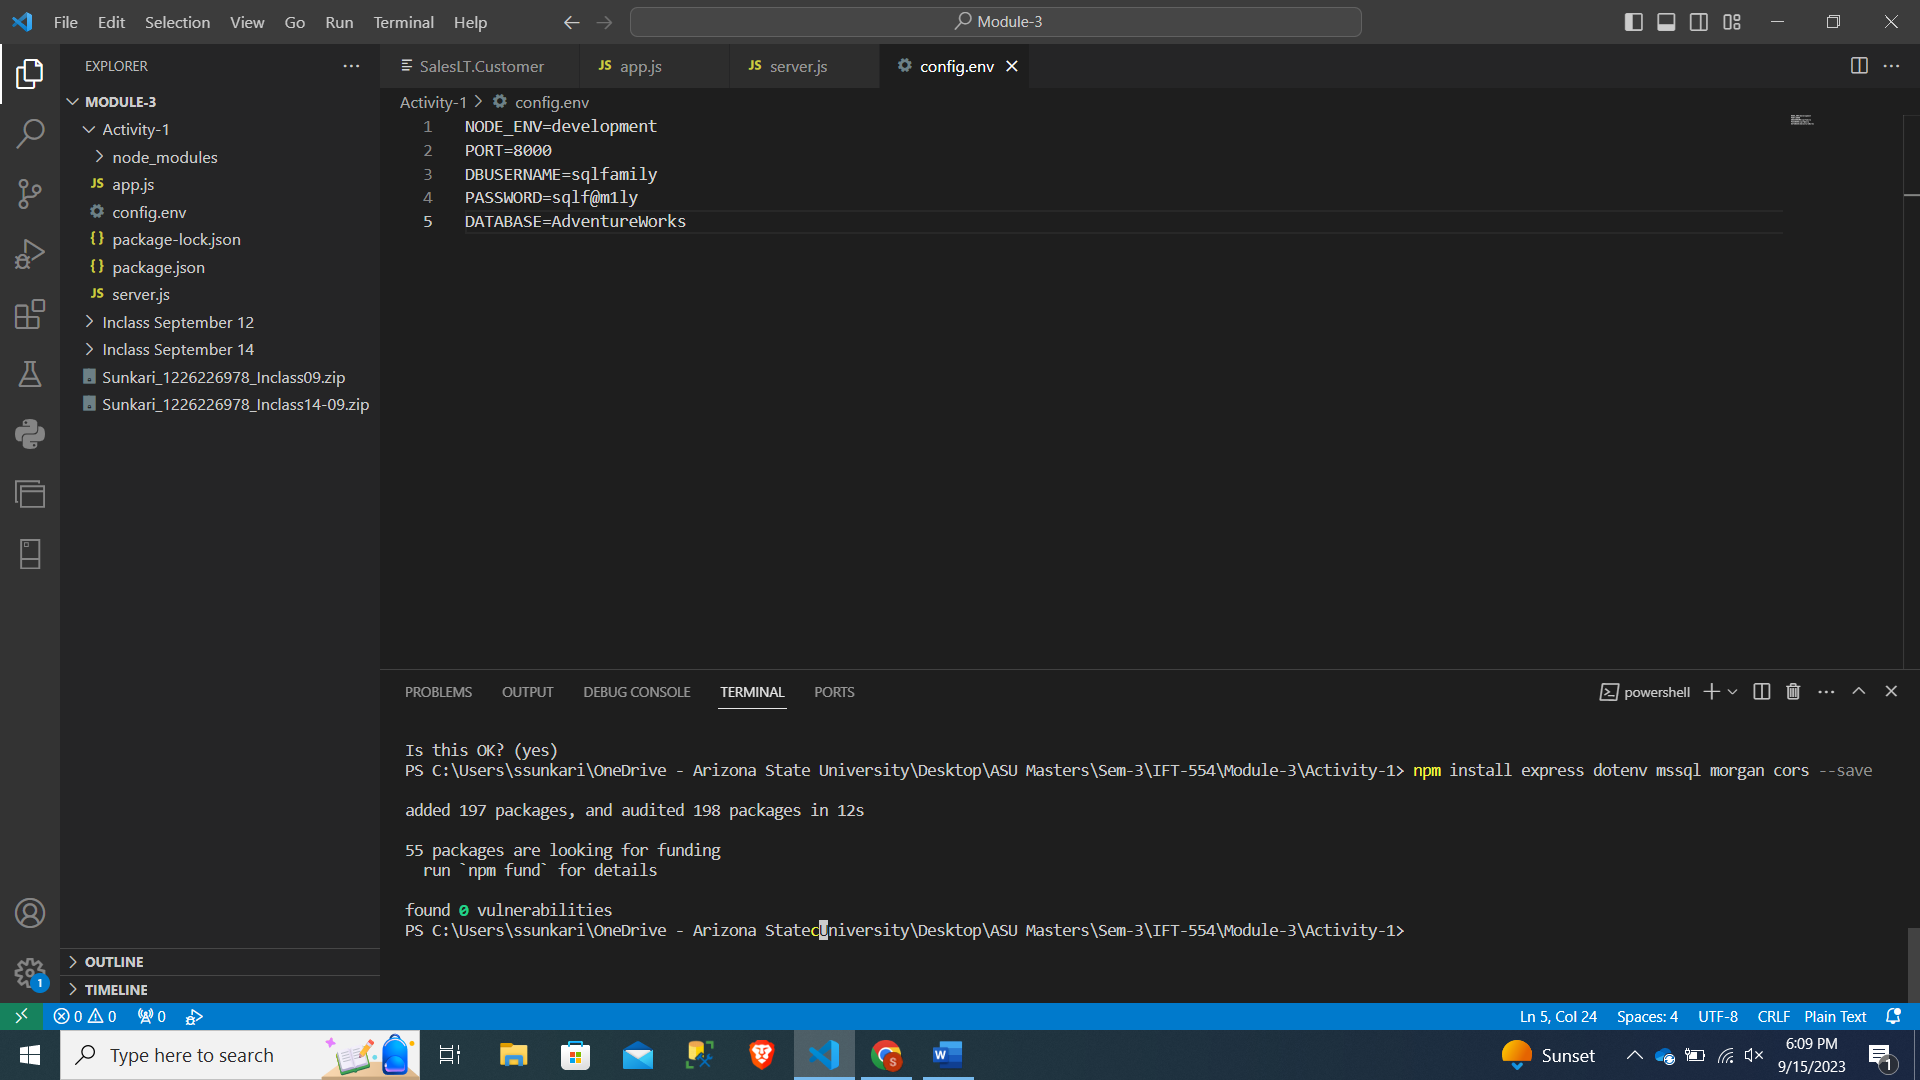 File Edit Selection View Go Run Terminal Help
Module-3
EXPLORER
MODULE-3
Activity-1
node_modules
JS app.js
config.env
{} package-lock.json
{} package.json
JS server.js
Inclass September 12
Inclass September 14
Sunkari_1226226978_Inclass09.zip
Sunkari_1226226978_Inclass14-09.zip
OUTLINE
TIMELINE
SalesLT.Customer
JS app.js
JS server.js
config.env
Activity-1 > config.env
1 NODE_ENV=development
2 PORT=8000
3 DBUSERNAME=sqlfamily
4 PASSWORD=sqlf@m1ly
5 DATABASE=AdventureWorks
PROBLEMS OUTPUT DEBUG CONSOLE TERMINAL PORTS
powershell
Is this OK? (yes)
PS C:\Users\ssunkari\OneDrive - Arizona State University\Desktop\ASU Masters\Sem-3\IFT-554\Module-3\Activity-1> npm install express dotenv mssql morgan cors --save
added 197 packages, and audited 198 packages in 12s
55 packages are looking for funding
run `npm fund` for details
found 0 vulnerabilities
PS C:\Users\ssunkari\OneDrive - Arizona StatecUniversity\Desktop\ASU Masters\Sem-3\IFT-554\Module-3\Activity-1>
1
0 0 0
Ln 5, Col 24 Spaces: 4 UTF-8 CRLF Plain Text
Type here to search
S
W
Sunset
6:09 PM
9/15/2023
1